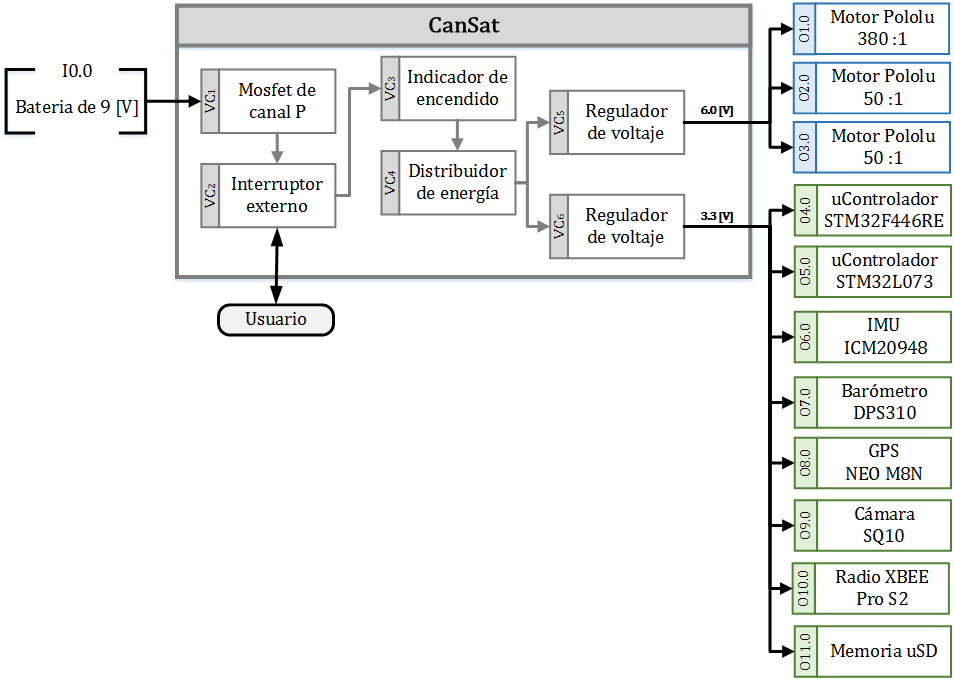 CanSat
I0.0
Bateria de 9 [V]
VC1
Mosfet de
canal P
VC2
Interruptor
externo
VC3
Indicador de
encendido
VC4
Distribuidor
de energía
VC5
Regulador
de voltaje
6.0 [V]
VC6
Regulador
de voltaje
3.3 [V]
Usuario
O1.0
Motor Pololu
380 :1
O2.0
Motor Pololu
50 :1
O3.0
Motor Pololu
50 :1
O4.0
uControlador
STM32F446RE
O5.0
uControlador
STM32L073
O6.0
IMU
ICM20948
O7.0
Barómetro
DPS310
O8.0
GPS
NEO M8N
O9.0
Cámara
SQ10
O10.0
Radio XBEE
Pro S2
O11.0
Memoria uSD